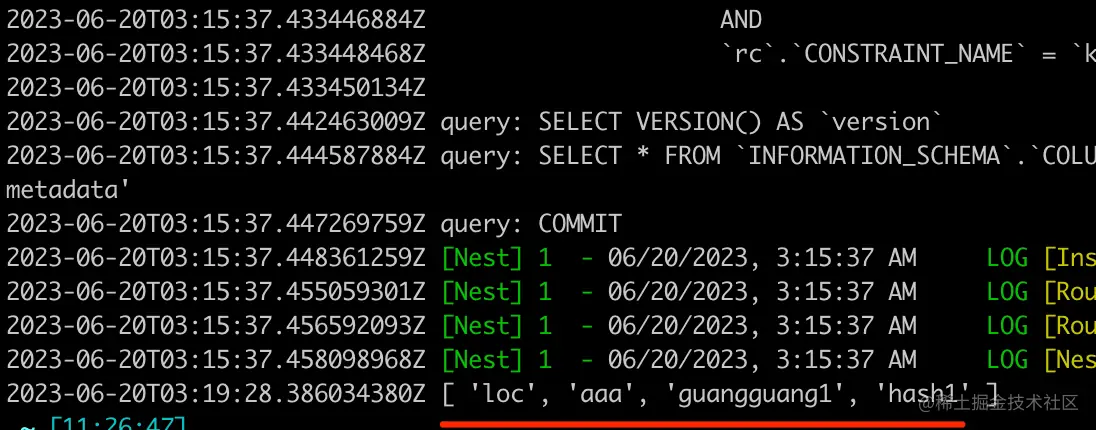 2023-06-20T03:15:37.433446884Z AND
2023-06-20T03:15:37.433448468Z `rc`.`CONSTRAINT_NAME` = `k
2023-06-20T03:15:37.433450134Z
2023-06-20T03:15:37.442463009Z query: SELECT VERSION() AS `version`
2023-06-20T03:15:37.444587884Z query: SELECT * FROM `INFORMATION_SCHEMA`.`COLU
metadata'
2023-06-20T03:15:37.447269759Z query: COMMIT
2023-06-20T03:15:37.448361259Z [Nest] 1 - 06/20/2023, 3:15:37 AM LOG [Ins
2023-06-20T03:15:37.455059301Z [Nest] 1 - 06/20/2023, 3:15:37 AM LOG [Rou
2023-06-20T03:15:37.456592093Z [Nest] 1 - 06/20/2023, 3:15:37 AM LOG [Rou
2023-06-20T03:15:37.458098968Z [Nest] 1 - 06/20/2023, 3:15:37 AM LOG [Nes
2023-06-20T03:19:28.386034380Z [ 'loc', 'aaa', 'guangguang1', 'hash1' ]
@稀土掘金技术社区
~ [11:26:47]